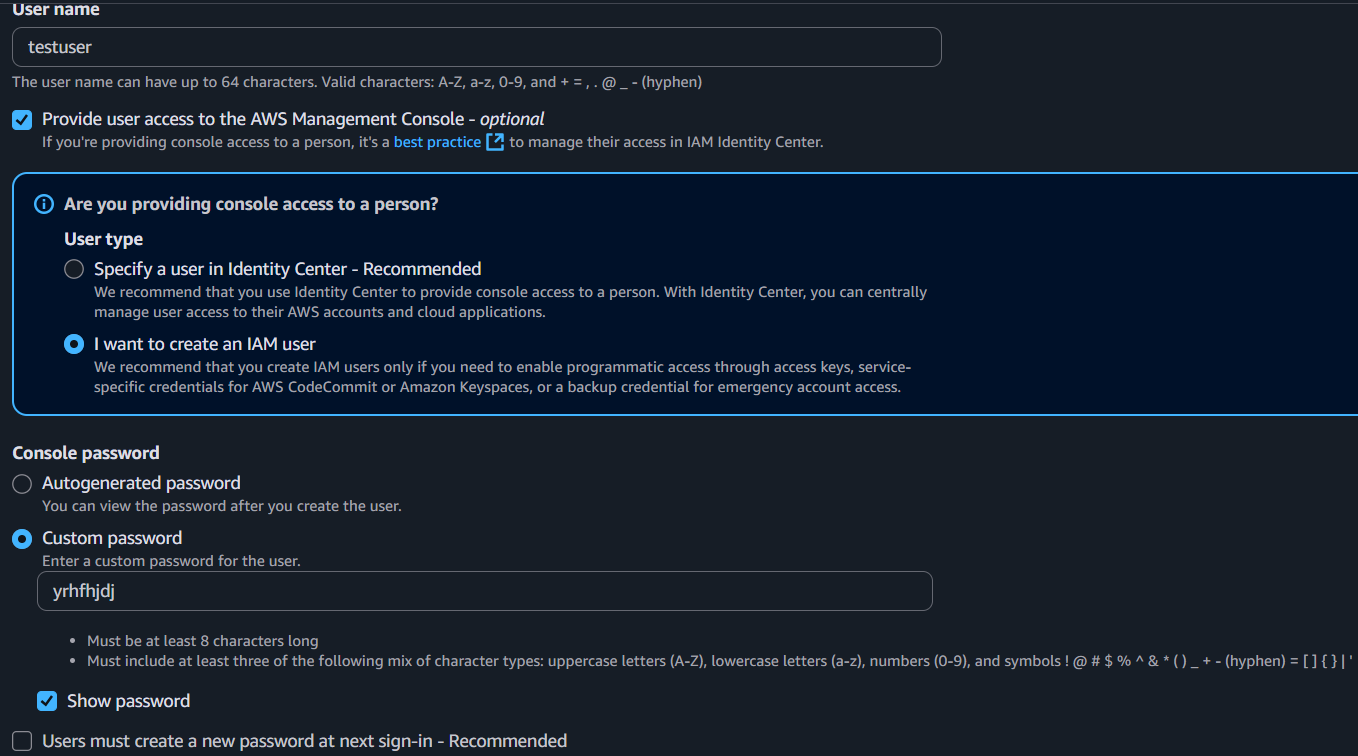 User name
testuser
The user name can have up to 64 characters. Valid characters: A-Z, a-z, 0-9, and + = , . @ _ - (hyphen)
Provide user access to the AWS Management Console - optional
If you're providing console access to a person, it's a best practice to manage their access in IAM Identity Center.
Are you providing console access to a person?
User type
Specify a user in Identity Center - Recommended
We recommend that you use Identity Center to provide console access to a person. With Identity Center, you can centrally
manage user access to their AWS accounts and cloud applications.
I want to create an IAM user
We recommend that you create IAM users only if you need to enable programmatic access through access keys, service-
specific credentials for AWS CodeCommit or Amazon Keyspaces, or a backup credential for emergency account access.
Console password
Autogenerated password
You can view the password after you create the user.
Custom password
Enter a custom password for the user.
yrhfhjdj
• Must be at least 8 characters long
• Must include at least three of the following mix of character types: uppercase letters (A-Z), lowercase letters (a-z), numbers (0-9), and symbols ! @ # $ % ^ & * ( ) _ + - (hyphen) = [ ] { } | '
Show password
Users must create a new password at next sign-in - Recommended